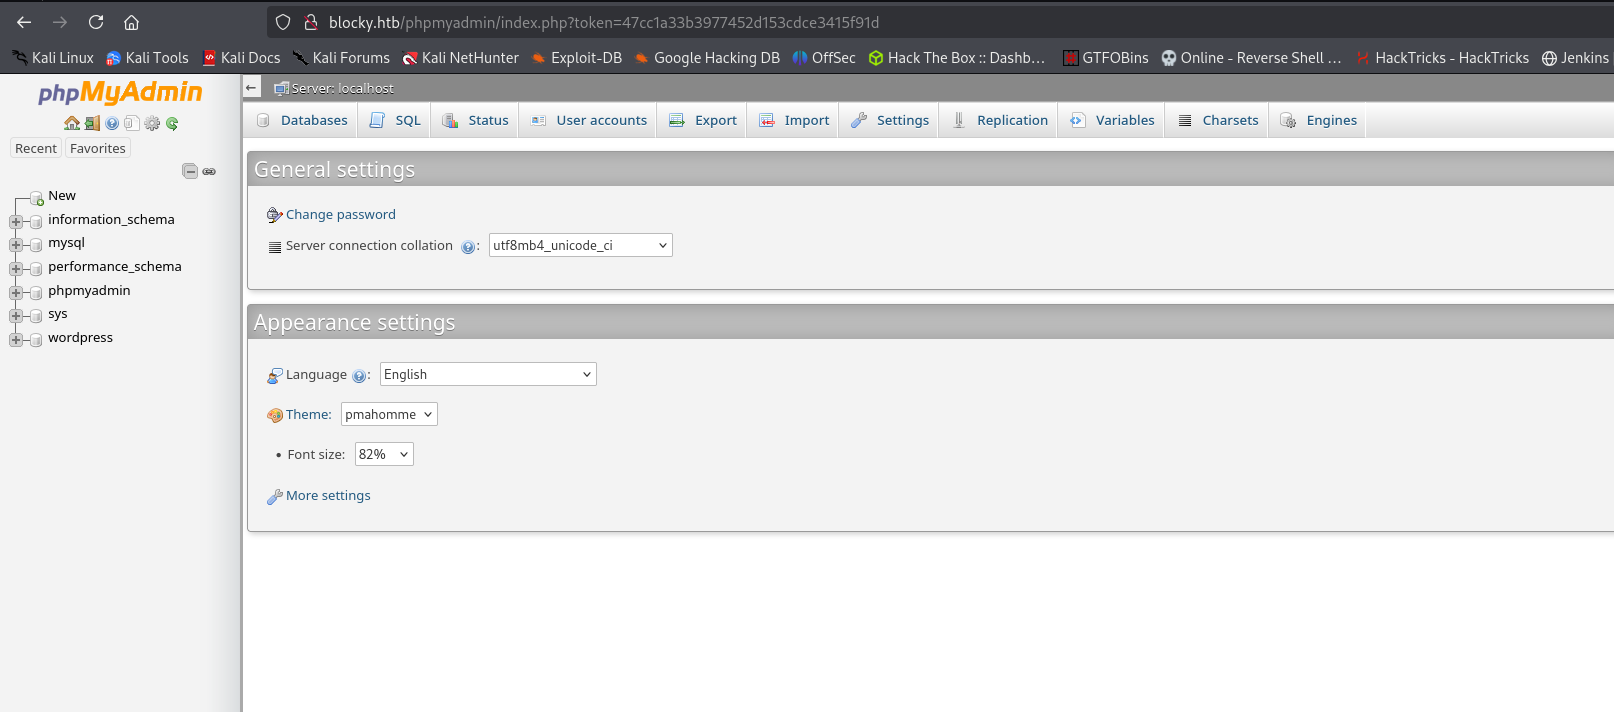 blocky.htb/phpmyadmin/index.php?token=47cc1a33b3977452d153cdce3415f91d
Kali Linux Kali Tools Kali Docs Kali Forums Kali NetHunter Exploit-DB Google Hacking DB OffSec Hack The Box :: Dashb… GTFOBins Online - Reverse Shell … HackTricks - HackTricks Jenkins
phpMyAdmin
Recent Favorites
New
information_schema
mysql
performance_schema
phpmyadmin
sys
wordpress
Server: localhost
Databases SQL Status User accounts Export Import Settings Replication Variables Charsets Engines
General settings
Change password
Server connection collation : utf8mb4_unicode_ci
Appearance settings
Language : English
Theme: pmahomme
• Font size: 82%
More settings